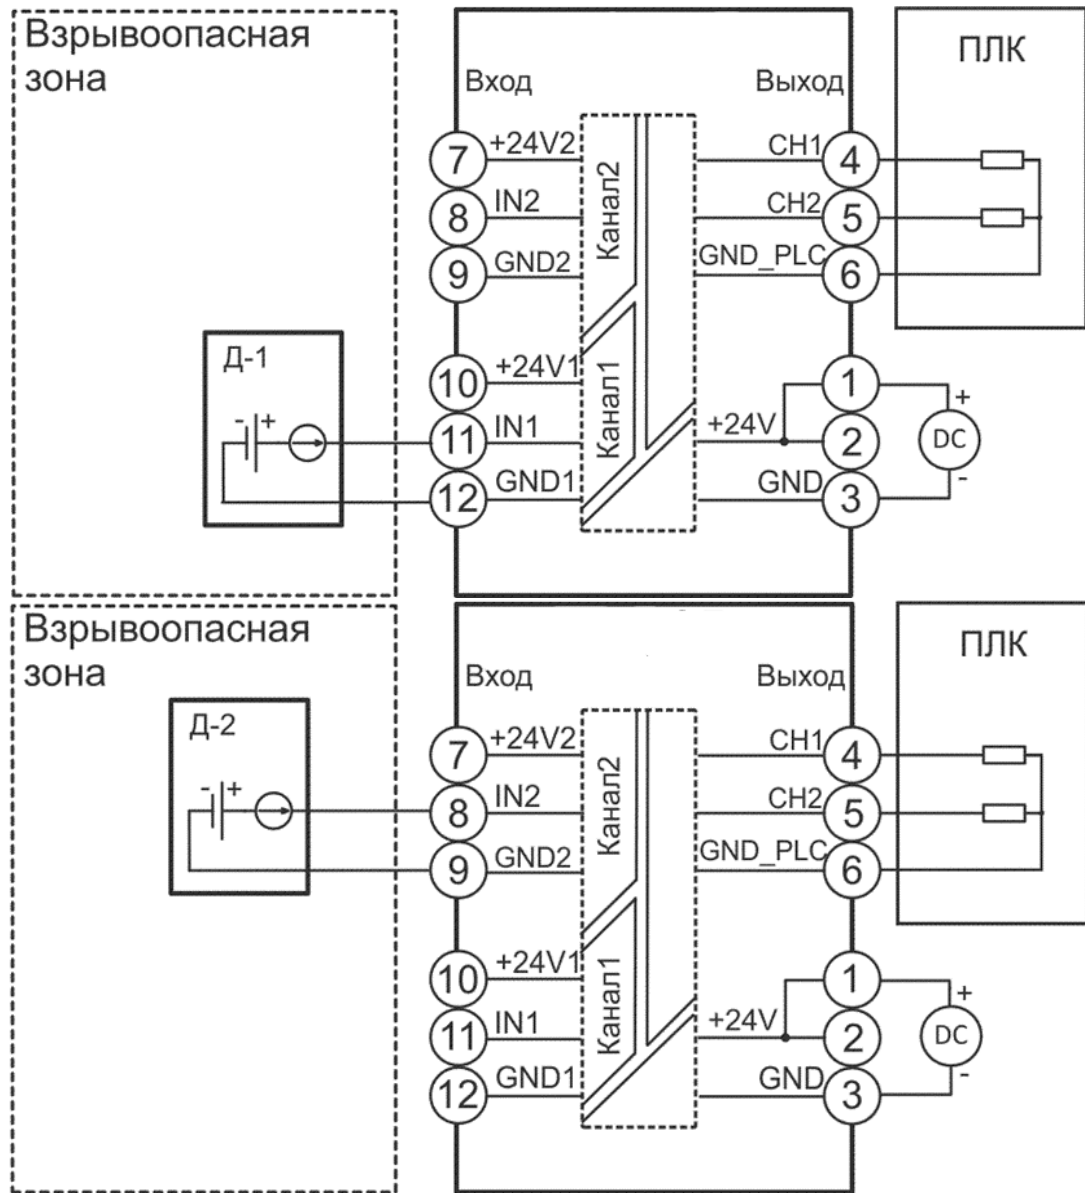 Взрывоопасная
зона
Вход
Выход
ПЛК
7
+24V2
Канал2
CH1
4
8
IN2
CH2
5
9
GND2
GND_PLC
6
Д-1
- +
10
+24V1
Канал1
1
+
11
IN1
+24V
2
DC
12
GND1
GND
3
-
Взрывоопасная
зона
Вход
Выход
ПЛК
Д-2
- +
7
+24V2
Канал2
CH1
4
8
IN2
CH2
5
9
GND2
GND_PLC
6
10
+24V1
Канал1
1
+
11
IN1
+24V
2
DC
12
GND1
GND
3
-